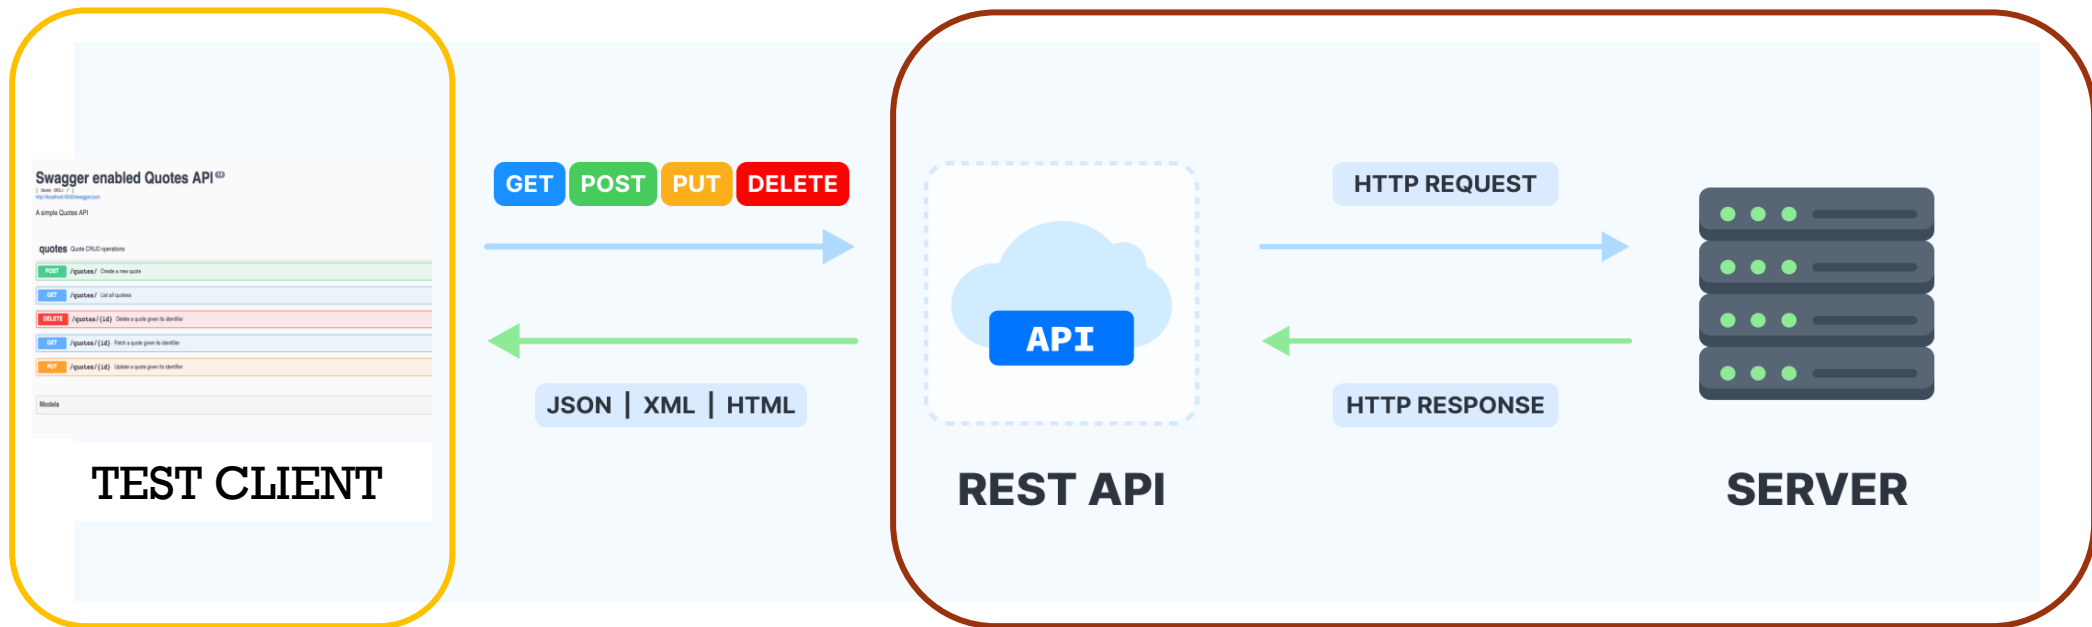 Swagger enabled Quotes API
[ Base URL: / ]
A simple Quotes API
quotes Quote CRUD operations
POST /quotes/ Create a new quote
GET /quotes/ List all quotess
DELETE /quotes/{id} Delete a quote given its identifier
GET /quotes/{id} Fetch a quote given its identifier
PUT /quotes/{id} Update a quote given its identifier
Models
TEST CLIENT
GET POST PUT DELETE
JSON | XML | HTML
API
REST API
HTTP REQUEST
HTTP RESPONSE
SERVER